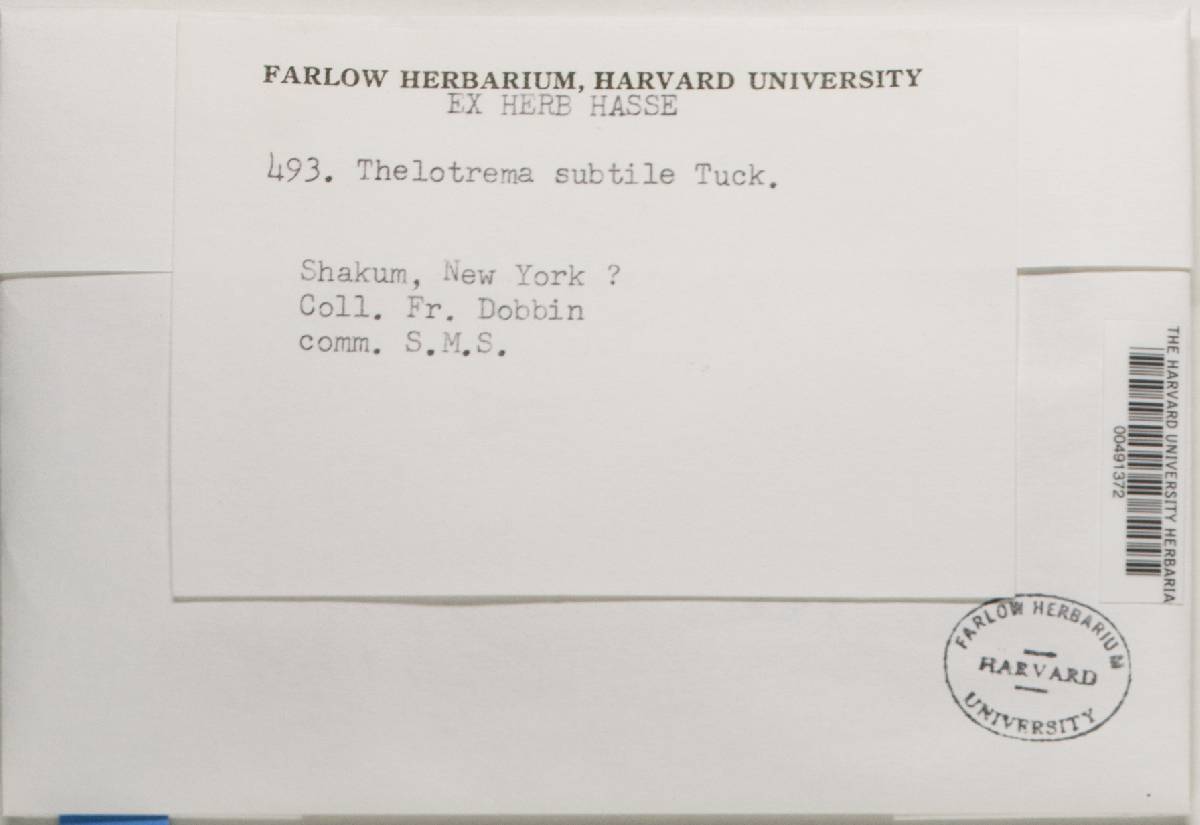 FARLOW HERBARIUM, HARVARD UNIVERSITY
EX HERB HASSE
493. Thelotrema subtile Tuck.
Shakum, New York ?
Coll. Fr. Dobbin
comm. S.M.S.
THE HARVARD UNIVERSITY HERBARIA
00491372
FARLOW HERBARIUM
HARVARD
UNIVERSITY